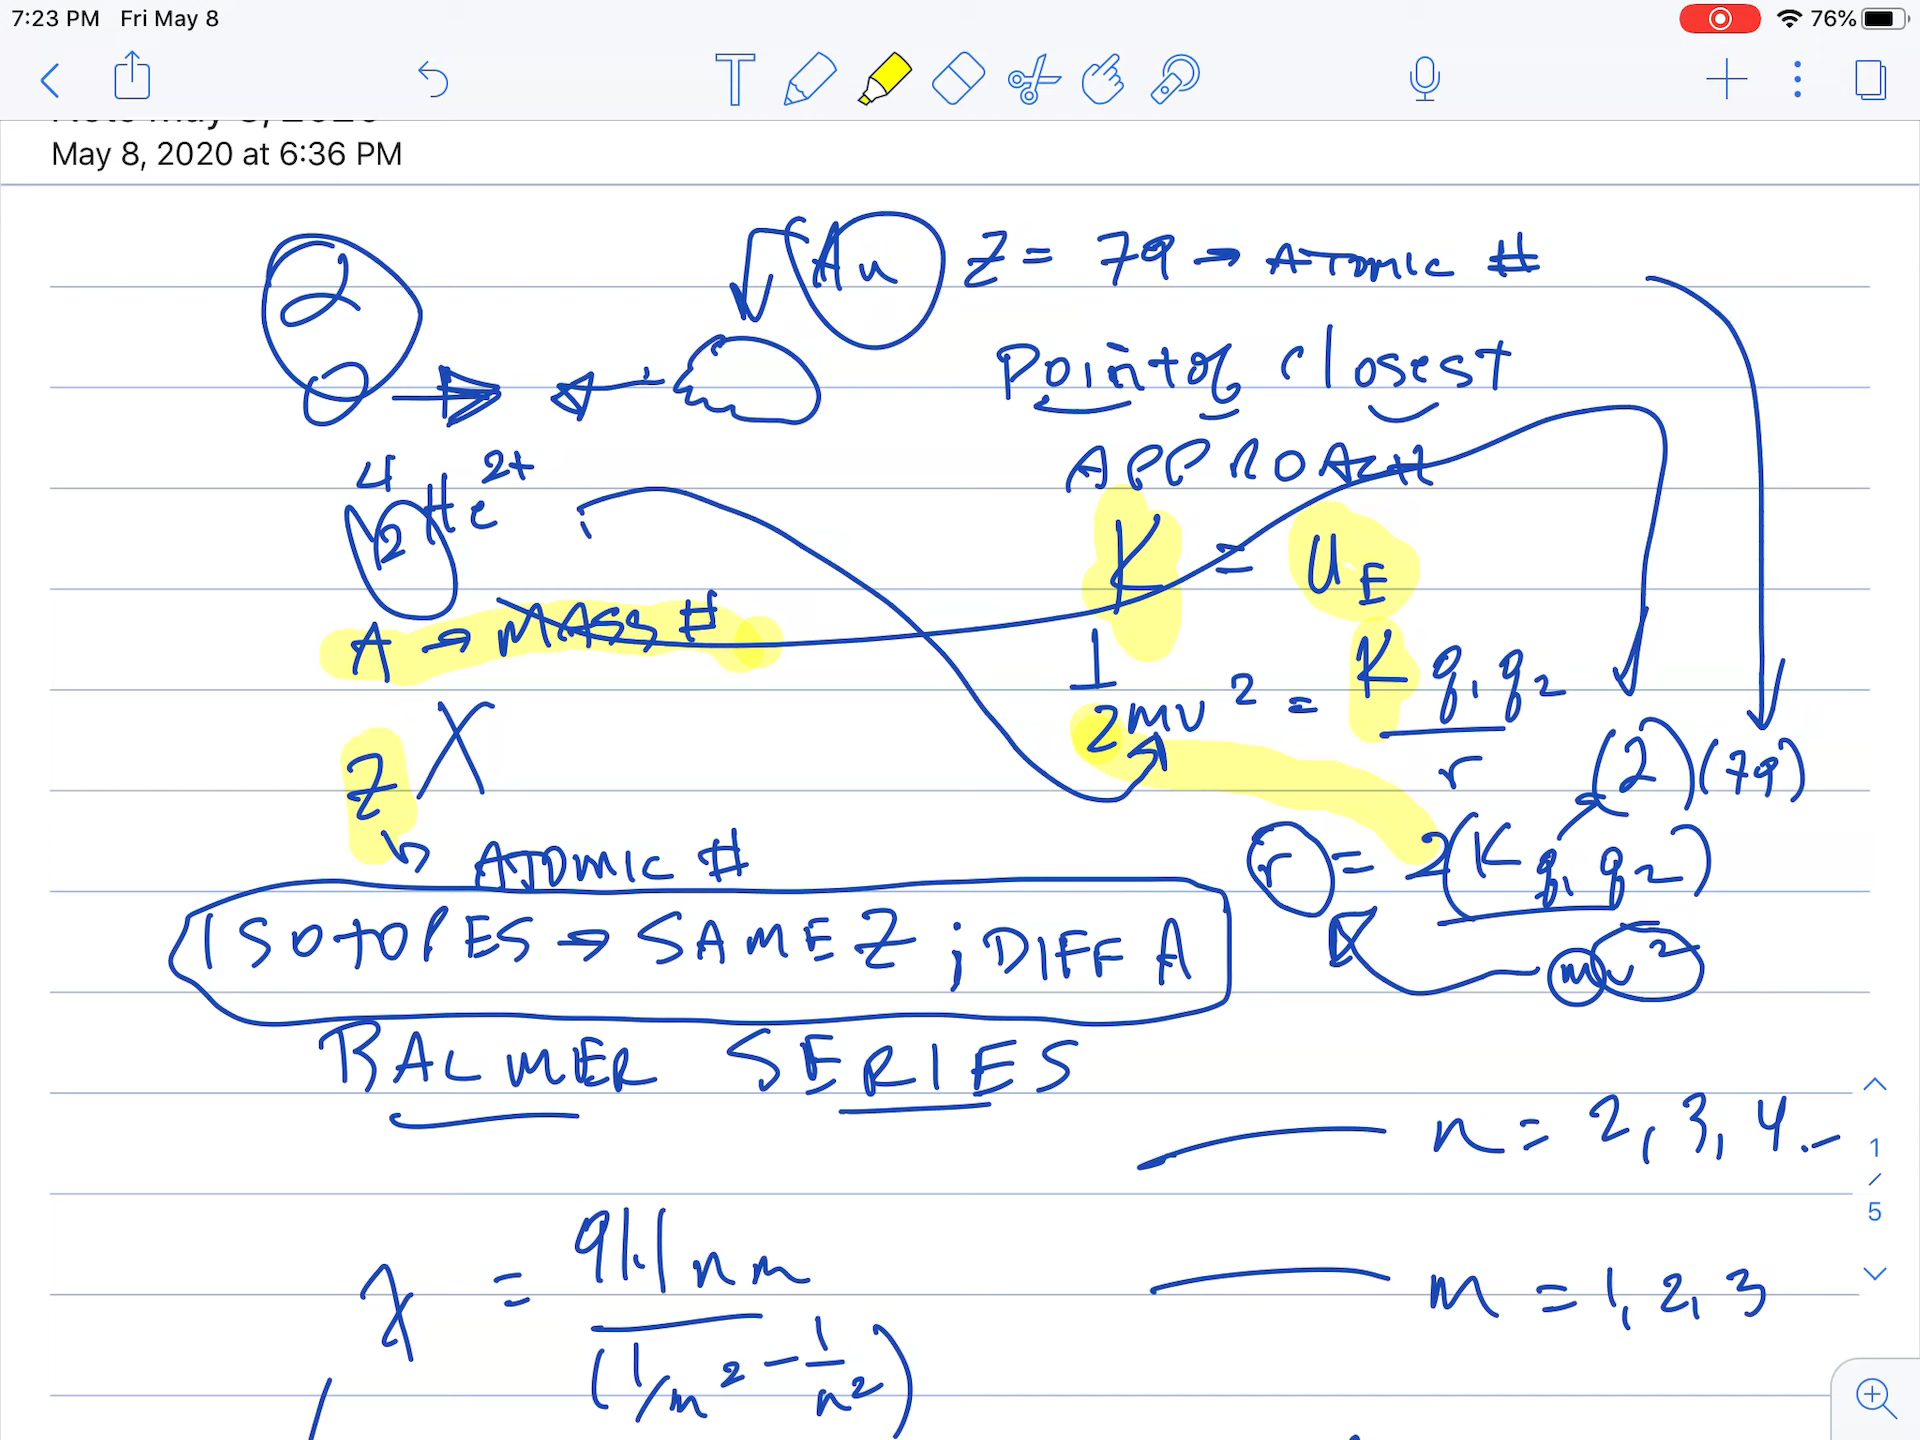 7:23 PM Fri May 8
76%
May 8, 2020 at 6:36 PM
Au Z = 79 → ATOMIC #
2
Point of closest
APPROACH
4 2 He 2+
K = U E
A → MASS #
1/2 mv² = K q₁ q₂ / r
Z X
(2)(79)
↳ ATOMIC #
r = 2(K q₁ q₂) / mv²
ISOTOPES → SAME Z ; DIFF A
BALMER SERIES
n = 2, 3, 4..
1 / 5
λ = 91.1 nm / (1/m² - 1/n²)
m = 1, 2, 3